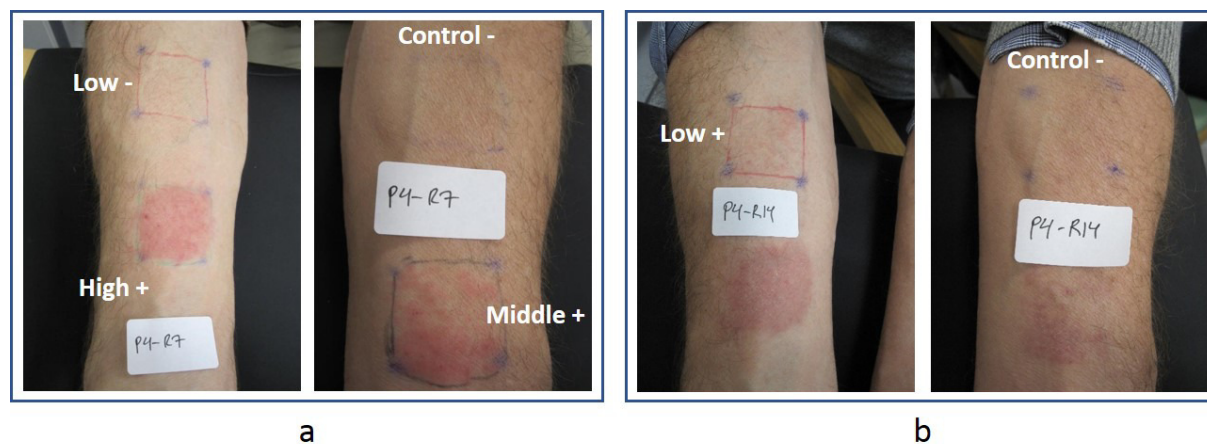 Low -
High +
P4-R7
Control -
P4-R7
Middle +
a
Low +
P4-R14
Control -
P4-R14
b